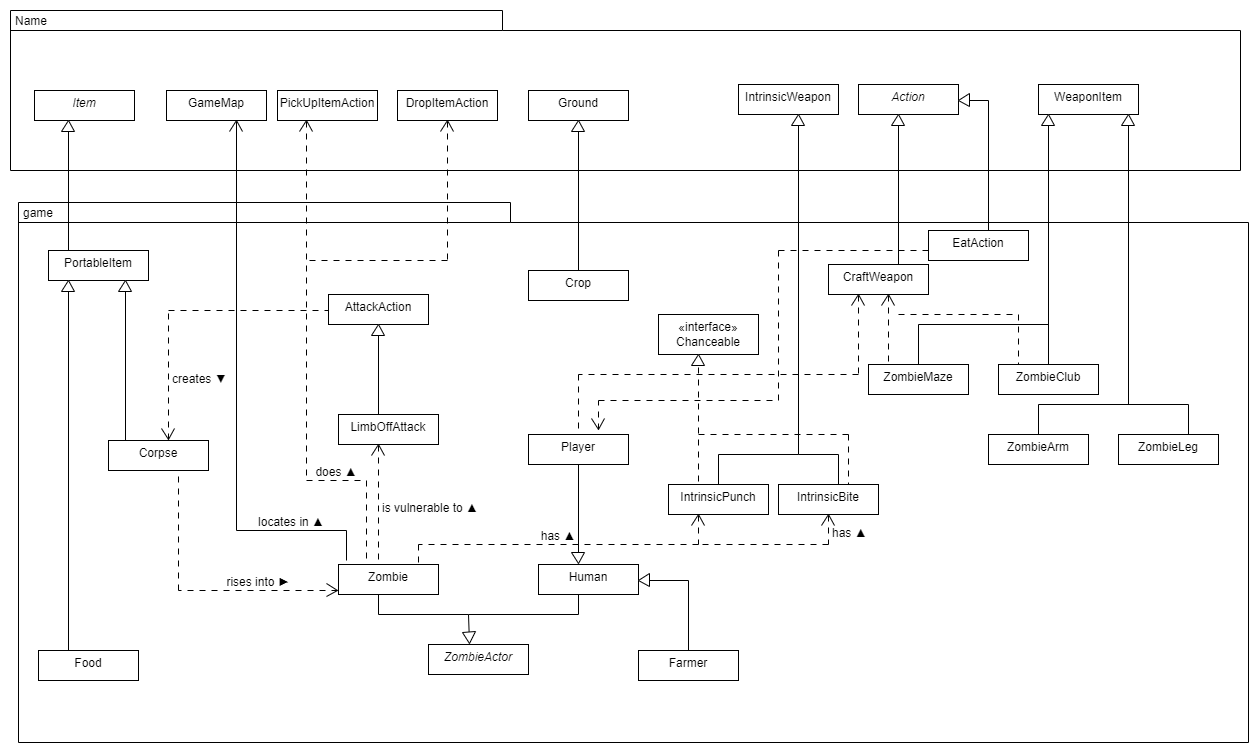 Name
Item
GameMap
PickUpItemAction
DropItemAction
Ground
IntrinsicWeapon
Action
WeaponItem
game
PortableItem
EatAction
CraftWeapon
Crop
AttackAction
«interface»
Chanceable
creates ▼
ZombieMaze
ZombieClub
LimbOffAttack
Player
Corpse
ZombieArm
ZombieLeg
does ▲
IntrinsicPunch
IntrinsicBite
is vulnerable to ▲
locates in ▲
has ▲
has ▲
rises into ►
Zombie
Human
ZombieActor
Food
Farmer